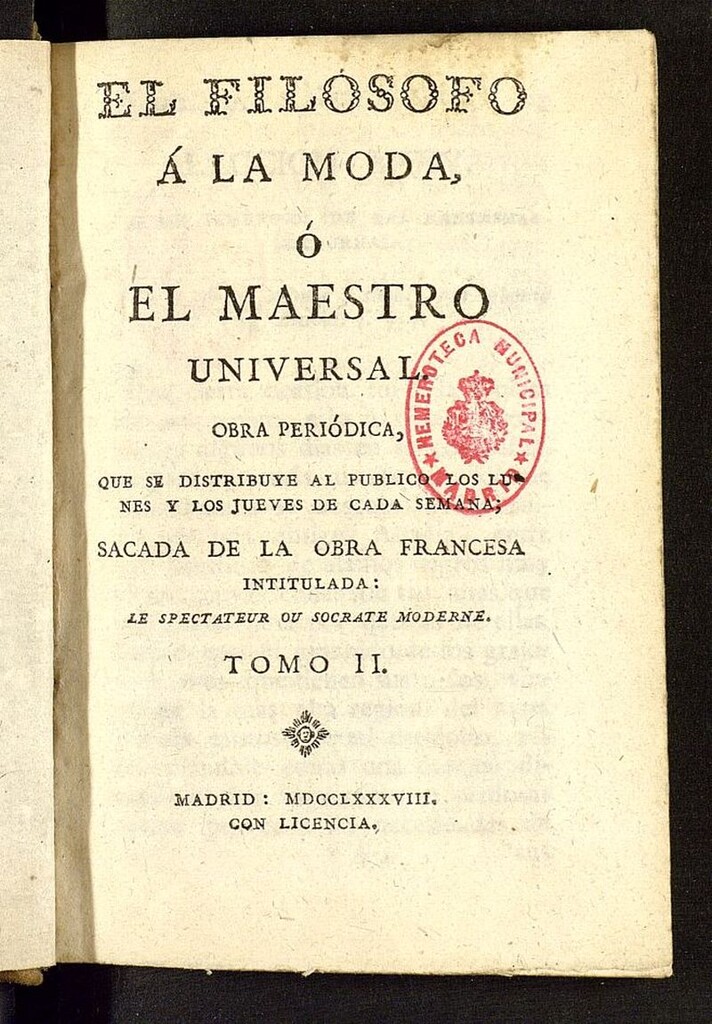 EL FILÓSOFO
Á LA MODA,
Ó
EL MAESTRO
UNIVERSAL.
OBRA PERIÓDICA,
QUE SE DISTRIBUYE AL PUBLICO LOS LU-
NES Y LOS JUEVES DE CADA SEMANA;
SACADA DE LA OBRA FRANCESA
INTITULADA:
LE SPECTATEUR OU SOCRATE MODERNE.
TOMO II.
MADRID: MDCCLXXXVIII.
CON LICENCIA.
HEMEROTECA MUNICIPAL
★ MADRID ★